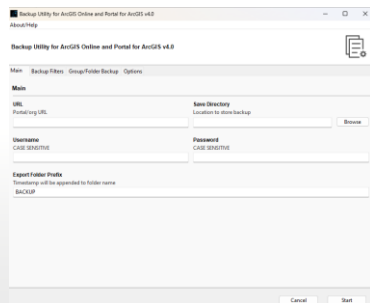 Backup Utility for ArcGIS Online and Portal for ArcGIS v4.0
About/Help
Backup Utility for ArcGIS Online and Portal for ArcGIS v4.0
Main Backup Filters Group/Folder Backup Options
Main
URL
Portal/org URL
Save Directory
Location to store backup
Browse
Username
CASE SENSITIVE
Password
CASE SENSITIVE
Export Folder Prefix
Timestamp will be appended to folder name
BACKUP
Cancel Start